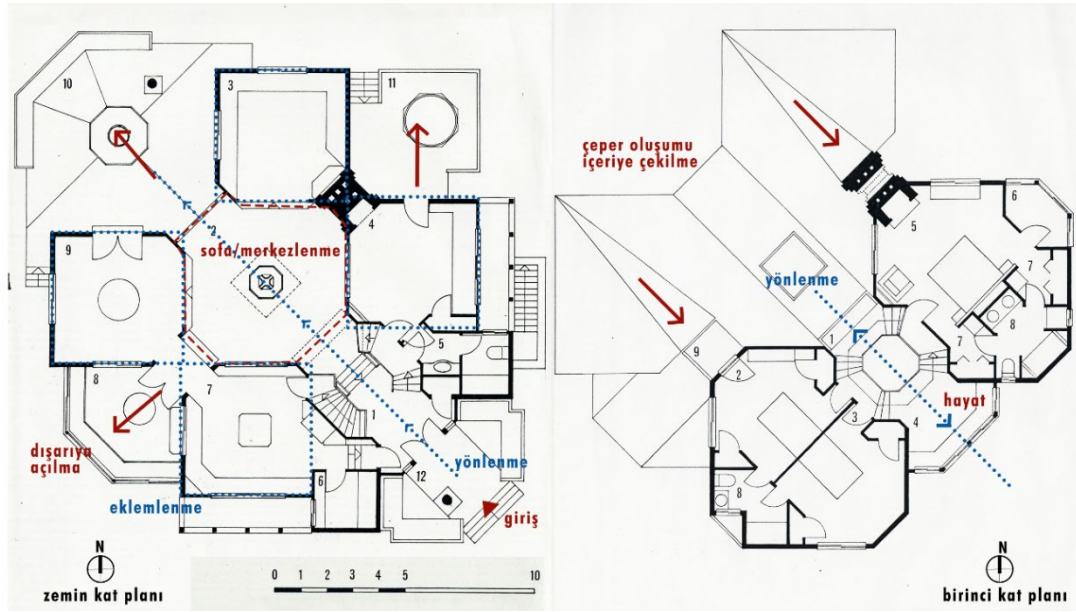 10
3
11
2
sofa/merkezlenme
4
9
5
8
7
1
dışarıya
açılma
eklemlenme
6
12
yönlenme
giriş
N
zemin kat planı
0 1 2 3 4 5 10
çeper oluşumu
içeriye çekilme
5
6
7
yönlenme
1
8
7
9
2
hayat
3
4
8
N
birinci kat planı